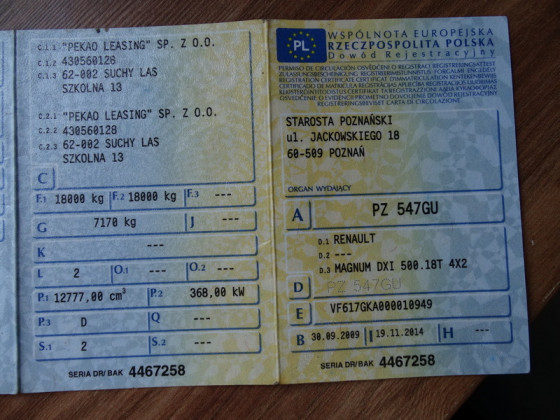 C.1.1 "PEKAO LEASING" SP. Z O.O.
C.1.2 430560128
C.1.3 62-002 SUCHY LAS
SZKOLNA 13
C.2.1 "PEKAO LEASING" SP. Z O.O.
C.2.2 430560128
C.2.3 62-002 SUCHY LAS
SZKOLNA 13
C
F.1 18000 kg F.2 18000 kg F.3 ---
G 7170 kg J ---
K ---
L 2 O.1 --- O.2 ---
P.1 12777,00 cm³ P.2 368,00 kW
P.3 D Q ---
S.1 2 S.2 ---
SERIA DR/BAK 4467258
PL
WSPÓLNOTA EUROPEJSKA
RZECZPOSPOLITA POLSKA
Dowód Rejestracyjny
STAROSTA POZNAŃSKI
ul. JACKOWSKIEGO 18
60-509 POZNAŃ
ORGAN WYDAJĄCY
A PZ 547GU
D.1 RENAULT
D.2 ---
D.3 MAGNUM DXI 500.18T 4X2
D PZ 547GU
E VF617GKA000010949
B 30.09.2009 I 19.11.2014 H ---
SERIA DR/BAK 4467258